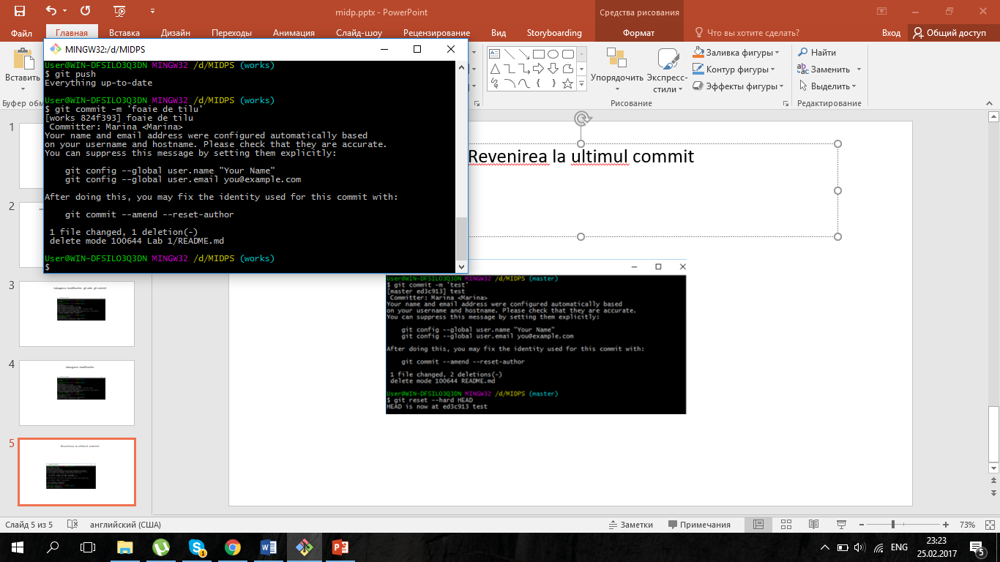 midp.pptx - PowerPoint
Средства рисования
Файл
Главная
Вставка
Дизайн
Переходы
Анимация
Слайд-шоу
Рецензирование
Вид
Storyboarding
Формат
Что вы хотите сделать?
Вход
Общий доступ
Вставить
Буфер обм
Упорядочить
Экспресс-
стили
Заливка фигуры
Контур фигуры
Эффекты фигуры
Рисование
Найти
Заменить
Выделить
Редактирование
MINGW32:/d/MIDPS
User@WIN-DFSILO3Q3DN MINGW32 /d/MIDPS (works)
$ git push
Everything up-to-date
User@WIN-DFSILO3Q3DN MINGW32 /d/MIDPS (works)
$ git commit -m 'foaie de tilu'
[works 824f393] foaie de tilu
Committer: Marina <Marina>
Your name and email address were configured automatically based
on your username and hostname. Please check that they are accurate.
You can suppress this message by setting them explicitly:
git config --global user.name "Your Name"
git config --global user.email you@example.com
After doing this, you may fix the identity used for this commit with:
git commit --amend --reset-author
1 file changed, 1 deletion(-)
delete mode 100644 Lab 1/README.md
User@WIN-DFSILO3Q3DN MINGW32 /d/MIDPS (works)
$
1
2
3
Adaugarea modificarilor git add, git commit
4
Adaugarea modificarilor
5
Revenirea la ultimul commit
Revenirea la ultimul commit
User@WIN-DFSILO3Q3DN MINGW32 /d/MIDPS (master)
$ git commit -m 'test'
[master ed3c913] test
Committer: Marina <Marina>
Your name and email address were configured automatically based
on your username and hostname. Please check that they are accurate.
You can suppress this message by setting them explicitly:
git config --global user.name "Your Name"
git config --global user.email you@example.com
After doing this, you may fix the identity used for this commit with:
git commit --amend --reset-author
1 file changed, 2 deletions(-)
delete mode 100644 README.md
User@WIN-DFSILO3Q3DN MINGW32 /d/MIDPS (master)
$ git reset --hard HEAD
HEAD is now at ed3c913 test
Слайд 5 из 5
английский (США)
Заметки
Примечания
73%
1
ENG
23:23
25.02.2017
5